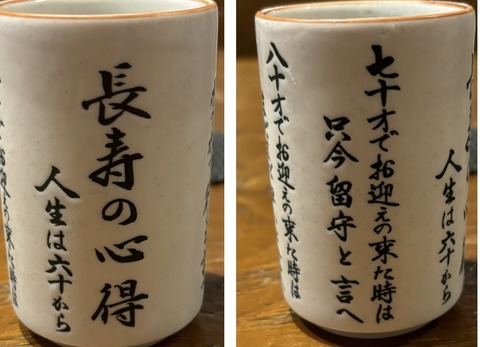 長寿の心得
人生は六十から
七十才でお迎えの来た時は
只今留守と言へ
八十才でお迎えの来た時は
人生は六十から